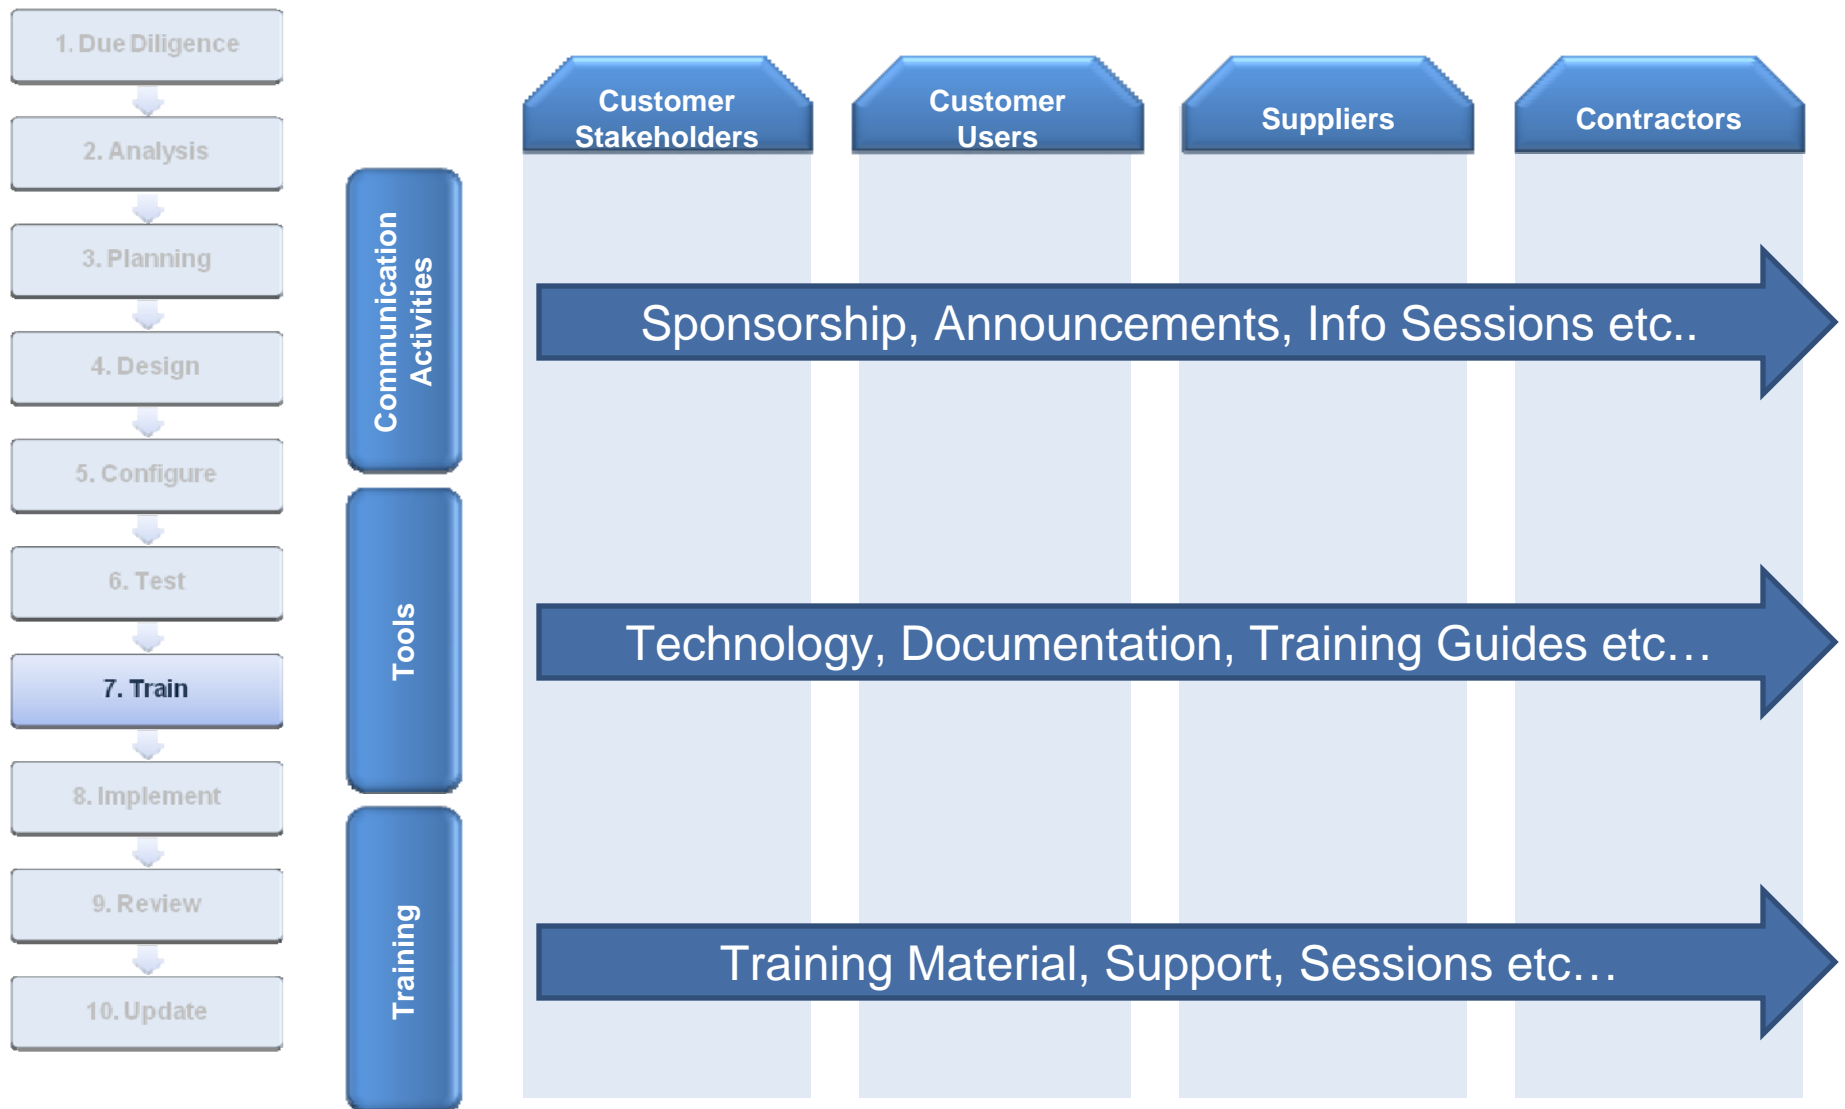 1. Due Diligence
2. Analysis
3. Planning
4. Design
5. Configure
6. Test
7. Train
8. Implement
9. Review
10. Update
Customer
Stakeholders
Customer
Users
Suppliers
Contractors
Communication
Activities
Sponsorship, Announcements, Info Sessions etc..
Tools
Technology, Documentation, Training Guides etc…
Training
Training Material, Support, Sessions etc…